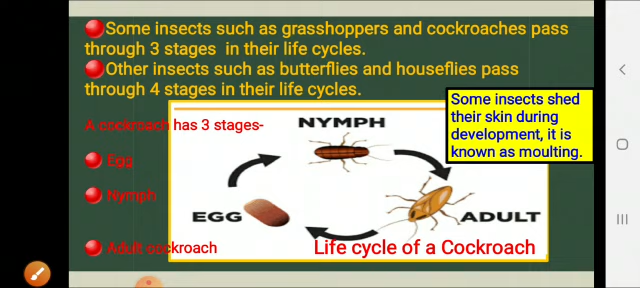 Some insects such as grasshoppers and cockroaches pass
through 3 stages in their life cycles.
Other insects such as butterflies and houseflies pass
through 4 stages in their life cycles.
Some insects shed
their skin during
development, it is
known as moulting.
A cockroach has 3 stages-
Egg
Nymph
Adult cockroach
NYMPH
EGG
ADULT
Life cycle of a Cockroach